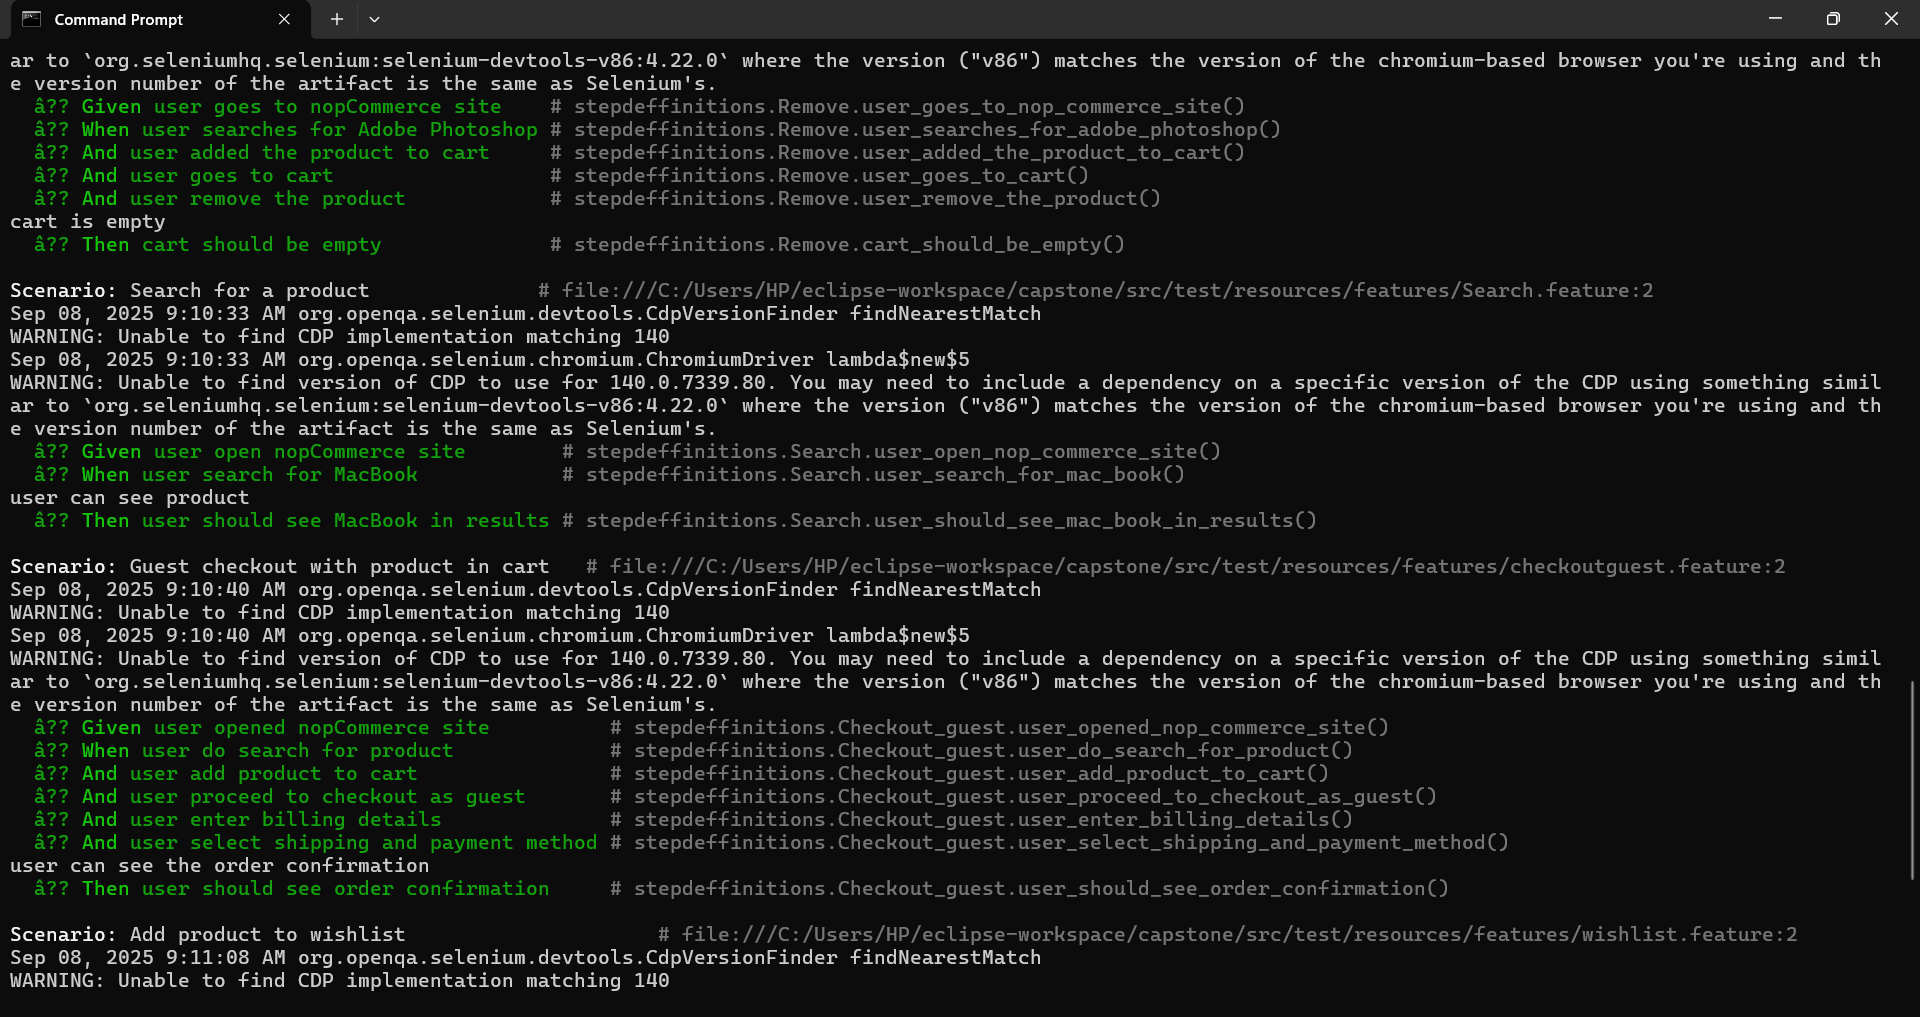 Command Prompt
ar to `org.seleniumhq.selenium:selenium-devtools-v86:4.22.0` where the version ("v86") matches the version of the chromium-based browser you're using and th
e version number of the artifact is the same as Selenium's.
â?? Given user goes to nopCommerce site # stepdeffinitions.Remove.user_goes_to_nop_commerce_site()
â?? When user searches for Adobe Photoshop # stepdeffinitions.Remove.user_searches_for_adobe_photoshop()
â?? And user added the product to cart # stepdeffinitions.Remove.user_added_the_product_to_cart()
â?? And user goes to cart # stepdeffinitions.Remove.user_goes_to_cart()
â?? And user remove the product # stepdeffinitions.Remove.user_remove_the_product()
cart is empty
â?? Then cart should be empty # stepdeffinitions.Remove.cart_should_be_empty()
Scenario: Search for a product # file:///C:/Users/HP/eclipse-workspace/capstone/src/test/resources/features/Search.feature:2
Sep 08, 2025 9:10:33 AM org.openqa.selenium.devtools.CdpVersionFinder findNearestMatch
WARNING: Unable to find CDP implementation matching 140
Sep 08, 2025 9:10:33 AM org.openqa.selenium.chromium.ChromiumDriver lambda$new$5
WARNING: Unable to find version of CDP to use for 140.0.7339.80. You may need to include a dependency on a specific version of the CDP using something simil
ar to `org.seleniumhq.selenium:selenium-devtools-v86:4.22.0` where the version ("v86") matches the version of the chromium-based browser you're using and th
e version number of the artifact is the same as Selenium's.
â?? Given user open nopCommerce site # stepdeffinitions.Search.user_open_nop_commerce_site()
â?? When user search for MacBook # stepdeffinitions.Search.user_search_for_mac_book()
user can see product
â?? Then user should see MacBook in results # stepdeffinitions.Search.user_should_see_mac_book_in_results()
Scenario: Guest checkout with product in cart # file:///C:/Users/HP/eclipse-workspace/capstone/src/test/resources/features/checkoutguest.feature:2
Sep 08, 2025 9:10:40 AM org.openqa.selenium.devtools.CdpVersionFinder findNearestMatch
WARNING: Unable to find CDP implementation matching 140
Sep 08, 2025 9:10:40 AM org.openqa.selenium.chromium.ChromiumDriver lambda$new$5
WARNING: Unable to find version of CDP to use for 140.0.7339.80. You may need to include a dependency on a specific version of the CDP using something simil
ar to `org.seleniumhq.selenium:selenium-devtools-v86:4.22.0` where the version ("v86") matches the version of the chromium-based browser you're using and th
e version number of the artifact is the same as Selenium's.
â?? Given user opened nopCommerce site # stepdeffinitions.Checkout_guest.user_opened_nop_commerce_site()
â?? When user do search for product # stepdeffinitions.Checkout_guest.user_do_search_for_product()
â?? And user add product to cart # stepdeffinitions.Checkout_guest.user_add_product_to_cart()
â?? And user proceed to checkout as guest # stepdeffinitions.Checkout_guest.user_proceed_to_checkout_as_guest()
â?? And user enter billing details # stepdeffinitions.Checkout_guest.user_enter_billing_details()
â?? And user select shipping and payment method # stepdeffinitions.Checkout_guest.user_select_shipping_and_payment_method()
user can see the order confirmation
â?? Then user should see order confirmation # stepdeffinitions.Checkout_guest.user_should_see_order_confirmation()
Scenario: Add product to wishlist # file:///C:/Users/HP/eclipse-workspace/capstone/src/test/resources/features/wishlist.feature:2
Sep 08, 2025 9:11:08 AM org.openqa.selenium.devtools.CdpVersionFinder findNearestMatch
WARNING: Unable to find CDP implementation matching 140